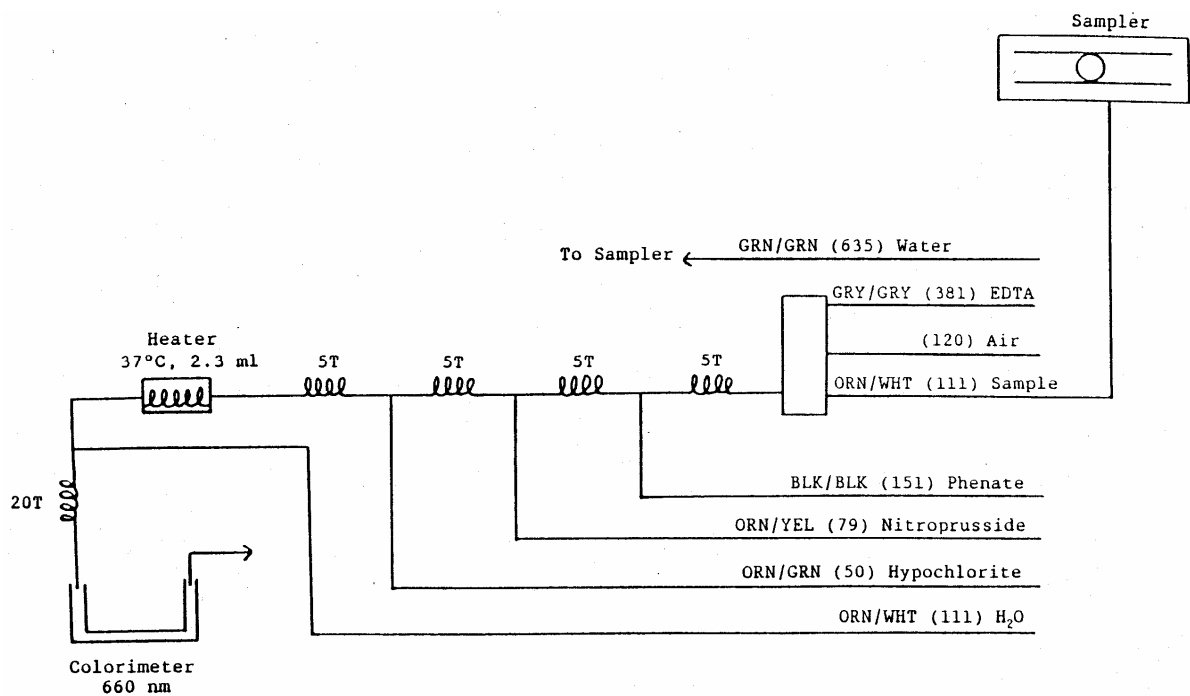 Sampler
To Sampler
GRN/GRN (635) Water
GRY/GRY (381) EDTA
(120) Air
ORN/WHT (111) Sample
Heater
37°C, 2.3 ml
5T
5T
5T
5T
BLK/BLK (151) Phenate
20T
ORN/YEL (79) Nitroprusside
ORN/GRN (50) Hypochlorite
ORN/WHT (111) H₂O
Colorimeter
660 nm